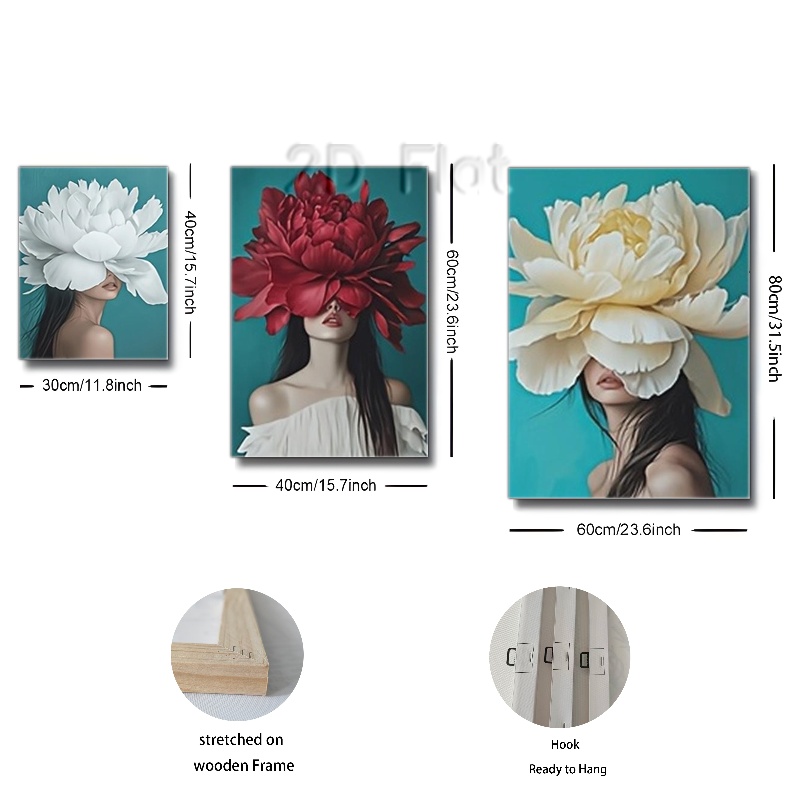 2D Flat
40cm/15.7inch
30cm/11.8inch
60cm/23.6inch
40cm/15.7inch
80cm/31.5inch
60cm/23.6inch
stretched on
wooden Frame
Hook
Ready to Hang